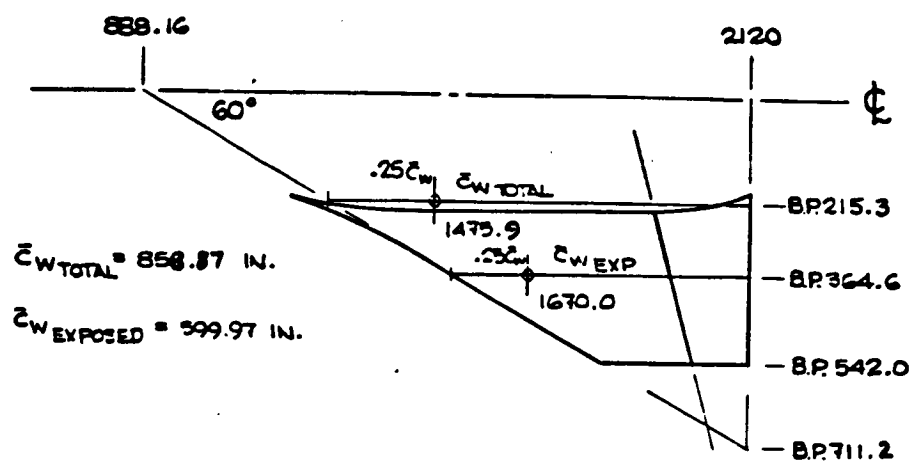 888.16
2120
60°
℄
.25C̄W
C̄W TOTAL
B.P. 215.3
1475.9
.25C̄W
C̄W EXP
B.P. 364.6
C̄W TOTAL = 858.87 IN.
1670.0
C̄W EXPOSED = 599.97 IN.
B.P. 542.0
B.P. 711.2